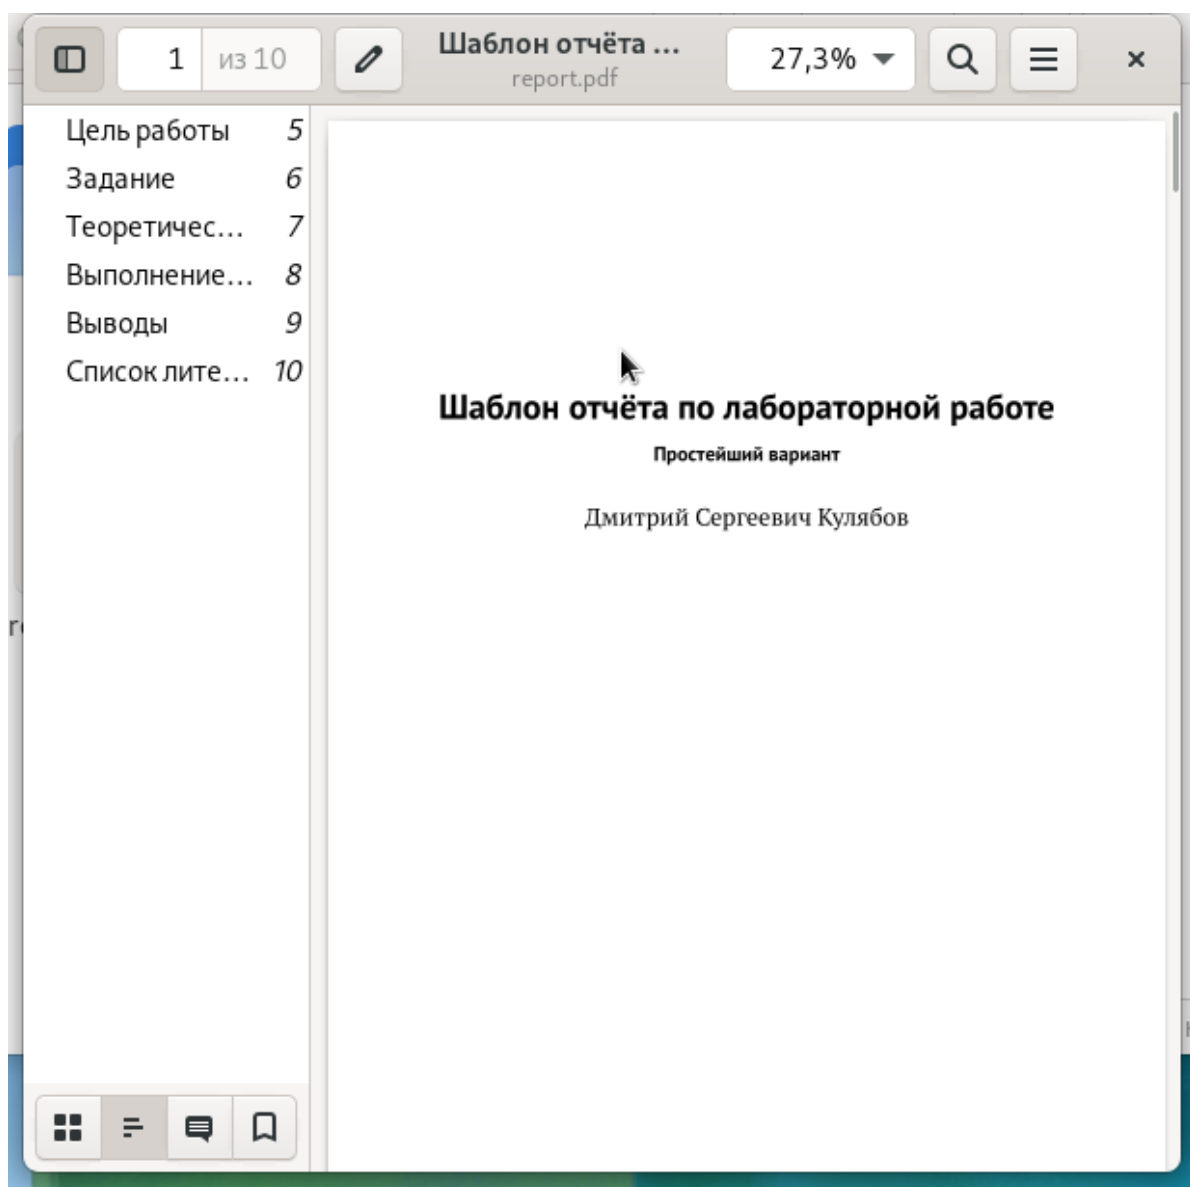 1 из 10 Шаблон отчёта ... 27,3%
report.pdf
Цель работы 5
Задание 6
Теоретичес... 7
Выполнение... 8
Выводы 9
Список лите... 10
Шаблон отчёта по лабораторной работе
Простейший вариант
Дмитрий Сергеевич Кулябов